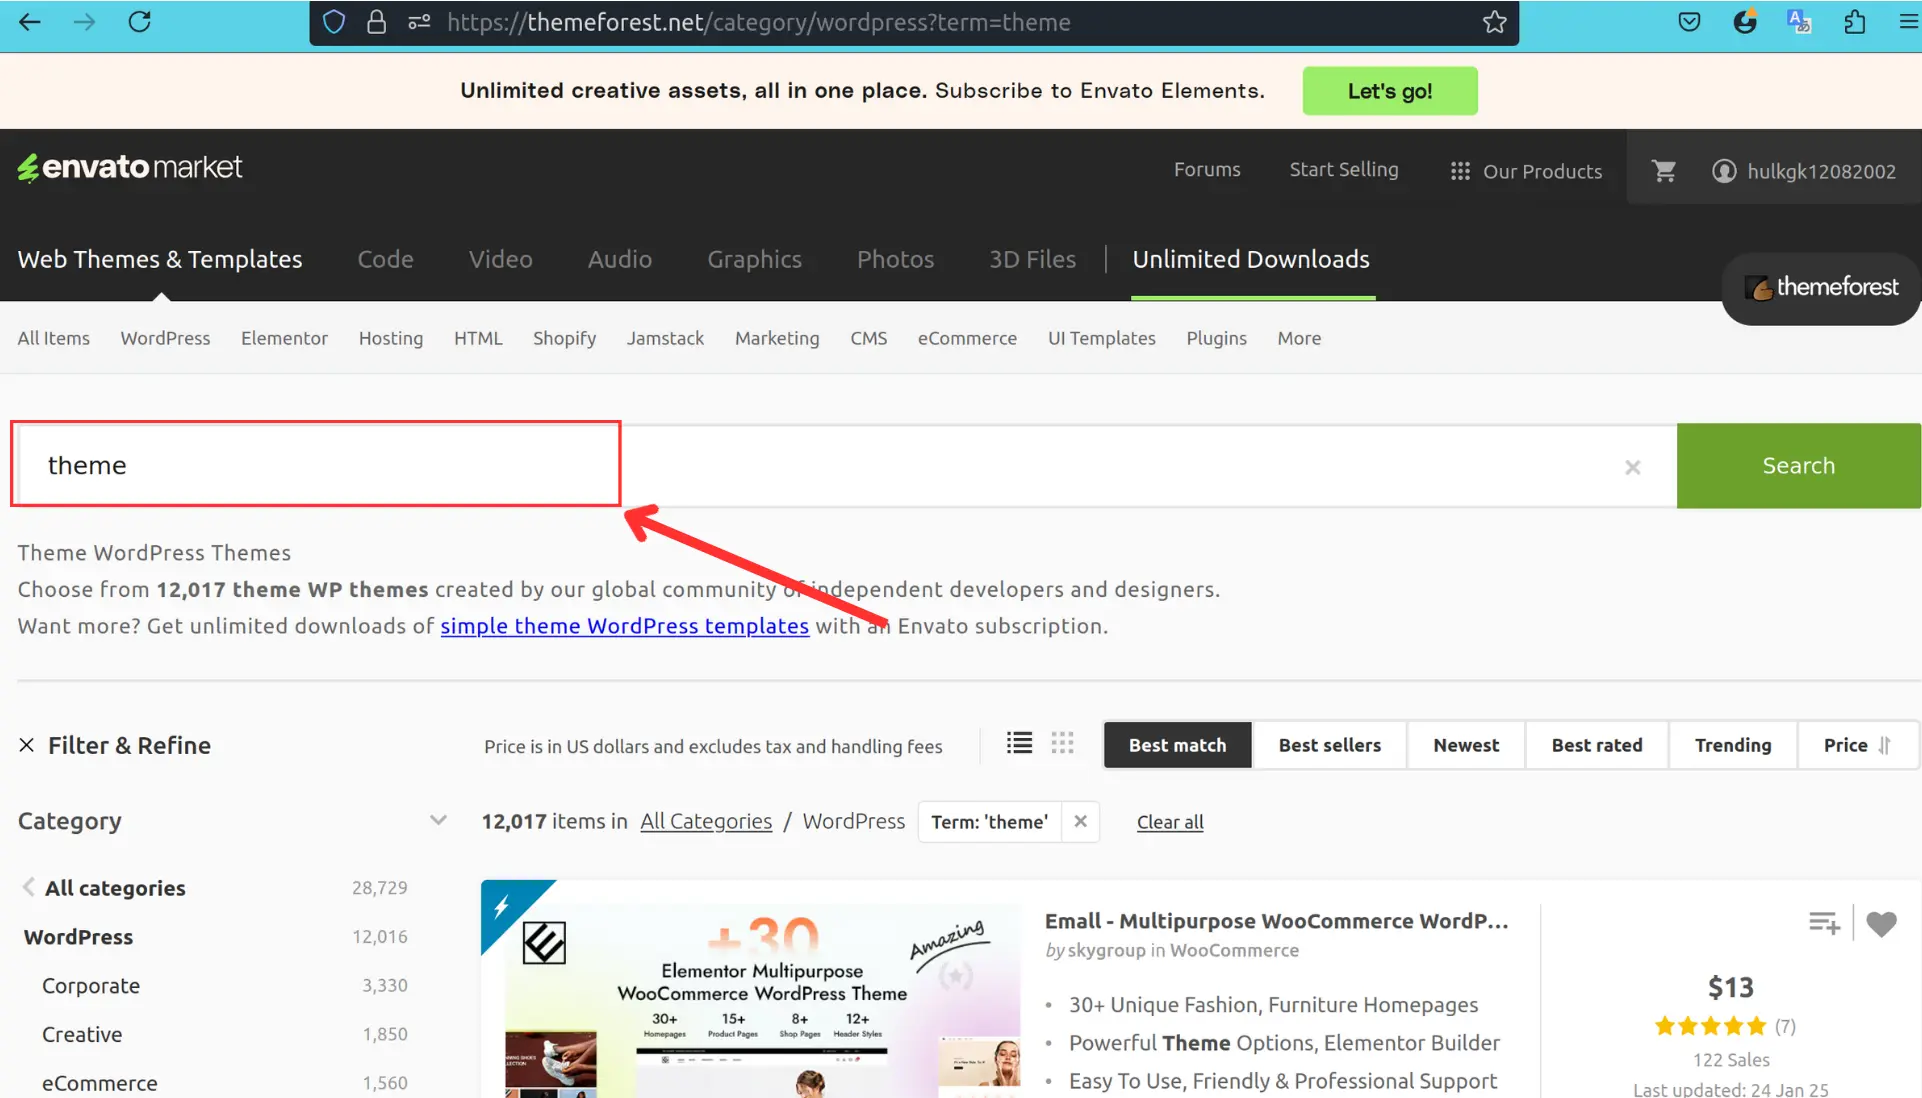 https://themeforest.net/category/wordpress?term=theme
Unlimited creative assets, all in one place. Subscribe to Envato Elements.
Let's go!
envato market
Forums
Start Selling
Our Products
hulkgk12082002
Web Themes & Templates
Code
Video
Audio
Graphics
Photos
3D Files
Unlimited Downloads
themeforest
All Items
WordPress
Elementor
Hosting
HTML
Shopify
Jamstack
Marketing
CMS
eCommerce
UI Templates
Plugins
More
theme
Search
Theme WordPress Themes
Choose from 12,017 theme WP themes created by our global community of independent developers and designers.
Want more? Get unlimited downloads of simple theme WordPress templates with an Envato subscription.
Filter & Refine
Price is in US dollars and excludes tax and handling fees
Best match
Best sellers
Newest
Best rated
Trending
Price
Category
12,017 items in All Categories / WordPress
Term: 'theme'
Clear all
All categories 28,729
WordPress 12,016
Corporate 3,330
Creative 1,850
eCommerce 1,560
+30
Amazing
Elementor Multipurpose
WooCommerce WordPress Theme
30+ 15+ 8+ 12+
Homepages Product Pages Shop Pages Header Styles
Emall - Multipurpose WooCommerce WordP...
by skygroup in WooCommerce
• 30+ Unique Fashion, Furniture Homepages
• Powerful Theme Options, Elementor Builder
• Easy To Use, Friendly & Professional Support
$13
(7)
122 Sales
Last updated: 24 Jan 25